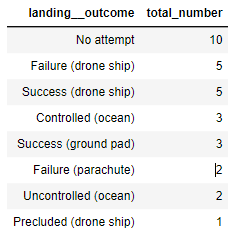 landing__outcome total_number
No attempt 10
Failure (drone ship) 5
Success (drone ship) 5
Controlled (ocean) 3
Success (ground pad) 3
Failure (parachute) 2
Uncontrolled (ocean) 2
Precluded (drone ship) 1